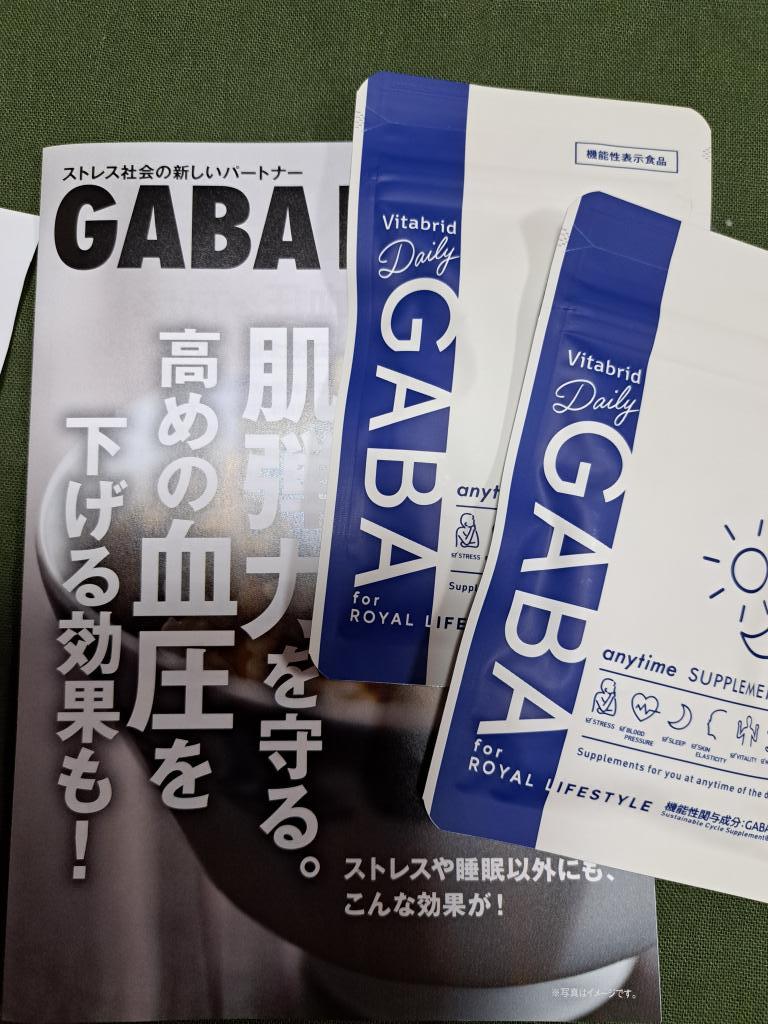 ストレス社会の新しいパートナー
GABA
肌弾力を守る。
高めの血圧を
下げる効果も!
ストレスや睡眠以外にも、
こんな効果が!
※写真はイメージです。
機能性表示食品
Vitabrid
Daily
GABA
for
ROYAL LIFE
anyt
STRESS
Suppl
Vitabrid
Daily
GABA
for
ROYAL LIFESTYLE
anytime SUPPLEME
STRESS BLOOD PRESSURE SLEEP SKIN ELASTICITY VITALITY
Supplements for you at anytime of the d
機能性関与成分:GABA
Sustainable Cycle Supplement